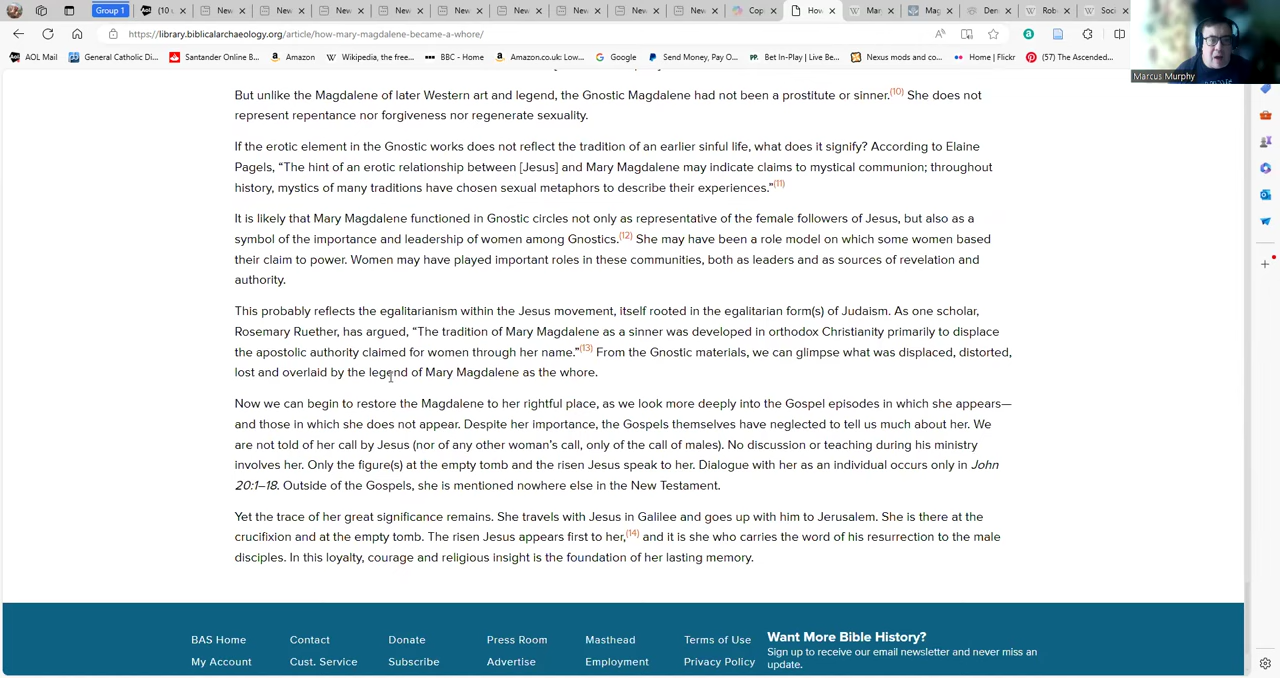 Group 1
(10
New
New
New
New
New
New
New
New
New
Cop
How
Mar
Mag
Den
Rob
Soci
https://library.biblicalarchaeology.org/article/how-mary-magdalene-became-a-whore/
AOL Mail General Catholic Di... Santander Online B... Amazon Wikipedia, the free... BBC - Home Amazon.co.uk: Low... Google Send Money, Pay O... Bet In-Play | Live Be... Nexus mods and co... Home | Flickr (17) The Ascended...
Marcus Murphy
But unlike the Magdalene of later Western art and legend, the Gnostic Magdalene had not been a prostitute or sinner.(10) She does not
represent repentance nor forgiveness nor regenerate sexuality.
If the erotic element in the Gnostic works does not reflect the tradition of an earlier sinful life, what does it signify? According to Elaine
Pagels, “The hint of an erotic relationship between [Jesus] and Mary Magdalene may indicate claims to mystical communion; throughout
history, mystics of many traditions have chosen sexual metaphors to describe their experiences.”(11)
It is likely that Mary Magdalene functioned in Gnostic circles not only as representative of the female followers of Jesus, but also as a
symbol of the importance and leadership of women among Gnostics.(12) She may have been a role model on which some women based
their claim to power. Women may have played important roles in these communities, both as leaders and as sources of revelation and
authority.
This probably reflects the egalitarianism within the Jesus movement, itself rooted in the egalitarian form(s) of Judaism. As one scholar,
Rosemary Ruether, has argued, “The tradition of Mary Magdalene as a sinner was developed in orthodox Christianity primarily to displace
the apostolic authority claimed for women through her name.”(13) From the Gnostic materials, we can glimpse what was displaced, distorted,
lost and overlaid by the legend of Mary Magdalene as the whore.
Now we can begin to restore the Magdalene to her rightful place, as we look more deeply into the Gospel episodes in which she appears—
and those in which she does not appear. Despite her importance, the Gospels themselves have neglected to tell us much about her. We
are not told of her call by Jesus (nor of any other woman’s call, only of the call of males). No discussion or teaching during his ministry
involves her. Only the figure(s) at the empty tomb and the risen Jesus speak to her. Dialogue with her as an individual occurs only in John
20:1–18. Outside of the Gospels, she is mentioned nowhere else in the New Testament.
Yet the trace of her great significance remains. She travels with Jesus in Galilee and goes up with him to Jerusalem. She is there at the
crucifixion and at the empty tomb. The risen Jesus appears first to her,(14) and it is she who carries the word of his resurrection to the male
disciples. In this loyalty, courage and religious insight is the foundation of her lasting memory.
BAS Home Contact Donate Press Room Masthead Terms of Use
My Account Cust. Service Subscribe Advertise Employment Privacy Policy
Want More Bible History?
Sign up to receive our email newsletter and never miss an
update.